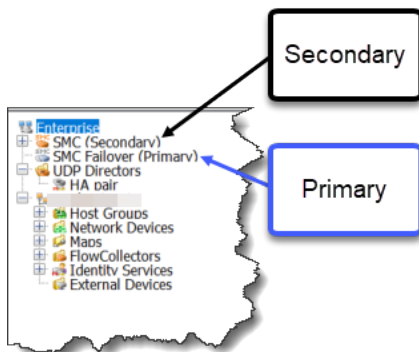 Secondary
Enterprise
SMC (Secondary)
SMC Failover (Primary)
UDP Directors
HA pair
Host Groups
Network Devices
Maps
FlowCollectors
Identity Services
External Devices
Primary